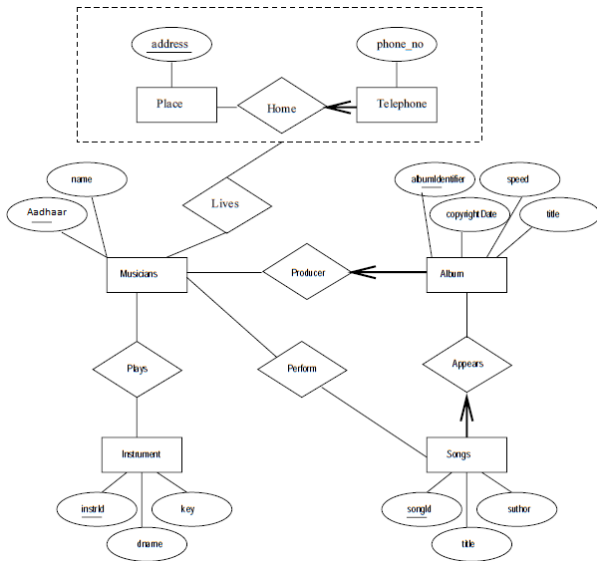 address
phone_no
Place
Home
Telephone
name
Aadhaar
Lives
albumIdentifier
speed
copyright Date
title
Musicians
Producer
Album
Plays
Perform
Appears
Instrument
Songs
instrId
key
dname
songId
suthor
title